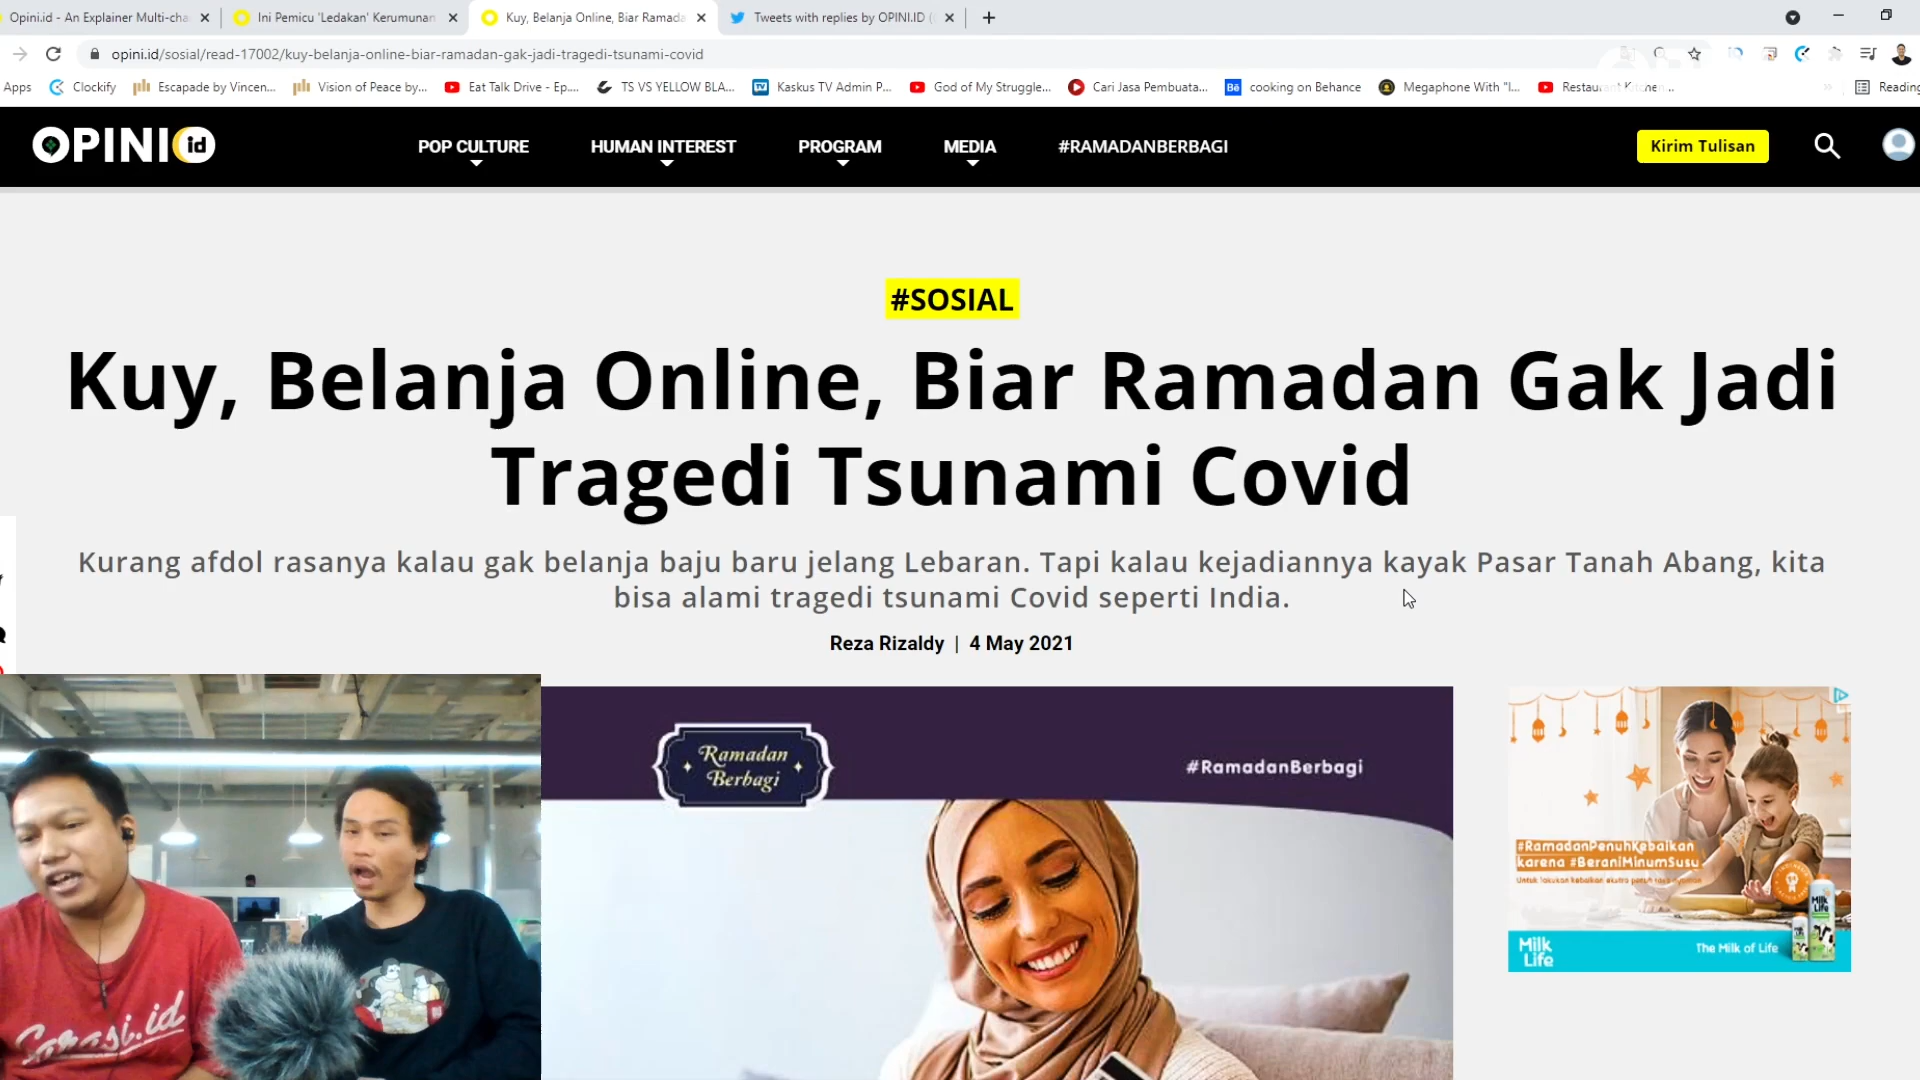 Opini.id - An Explainer Multi-cha
Ini Pemicu 'Ledakan' Kerumunan
Kuy, Belanja Online, Biar Ramada
Tweets with replies by OPINI.ID (
opini.id/sosial/read-17002/kuy-belanja-online-biar-ramadan-gak-jadi-tragedi-tsunami-covid
Apps
Clockify
Escapade by Vincen...
Vision of Peace by...
Eat Talk Drive - Ep....
TS VS YELLOW BLA...
Kaskus TV Admin P...
God of My Struggle...
Cari Jasa Pembuata...
cooking on Behance
Megaphone With "I...
Reading
OPINI id
POP CULTURE
HUMAN INTEREST
PROGRAM
MEDIA
#RAMADANBERBAGI
Kirim Tulisan
#SOSIAL
Kuy, Belanja Online, Biar Ramadan Gak Jadi
Tragedi Tsunami Covid
Kurang afdol rasanya kalau gak belanja baju baru jelang Lebaran. Tapi kalau kejadiannya kayak Pasar Tanah Abang, kita
bisa alami tragedi tsunami Covid seperti India.
Reza Rizaldy | 4 May 2021
Ramadan
Berbagi
#RamadanBerbagi
#RamadanPenuhKebaikan
karena #BeraniMinumSusu
Milk
Life
The Milk of Life
Milk
Life